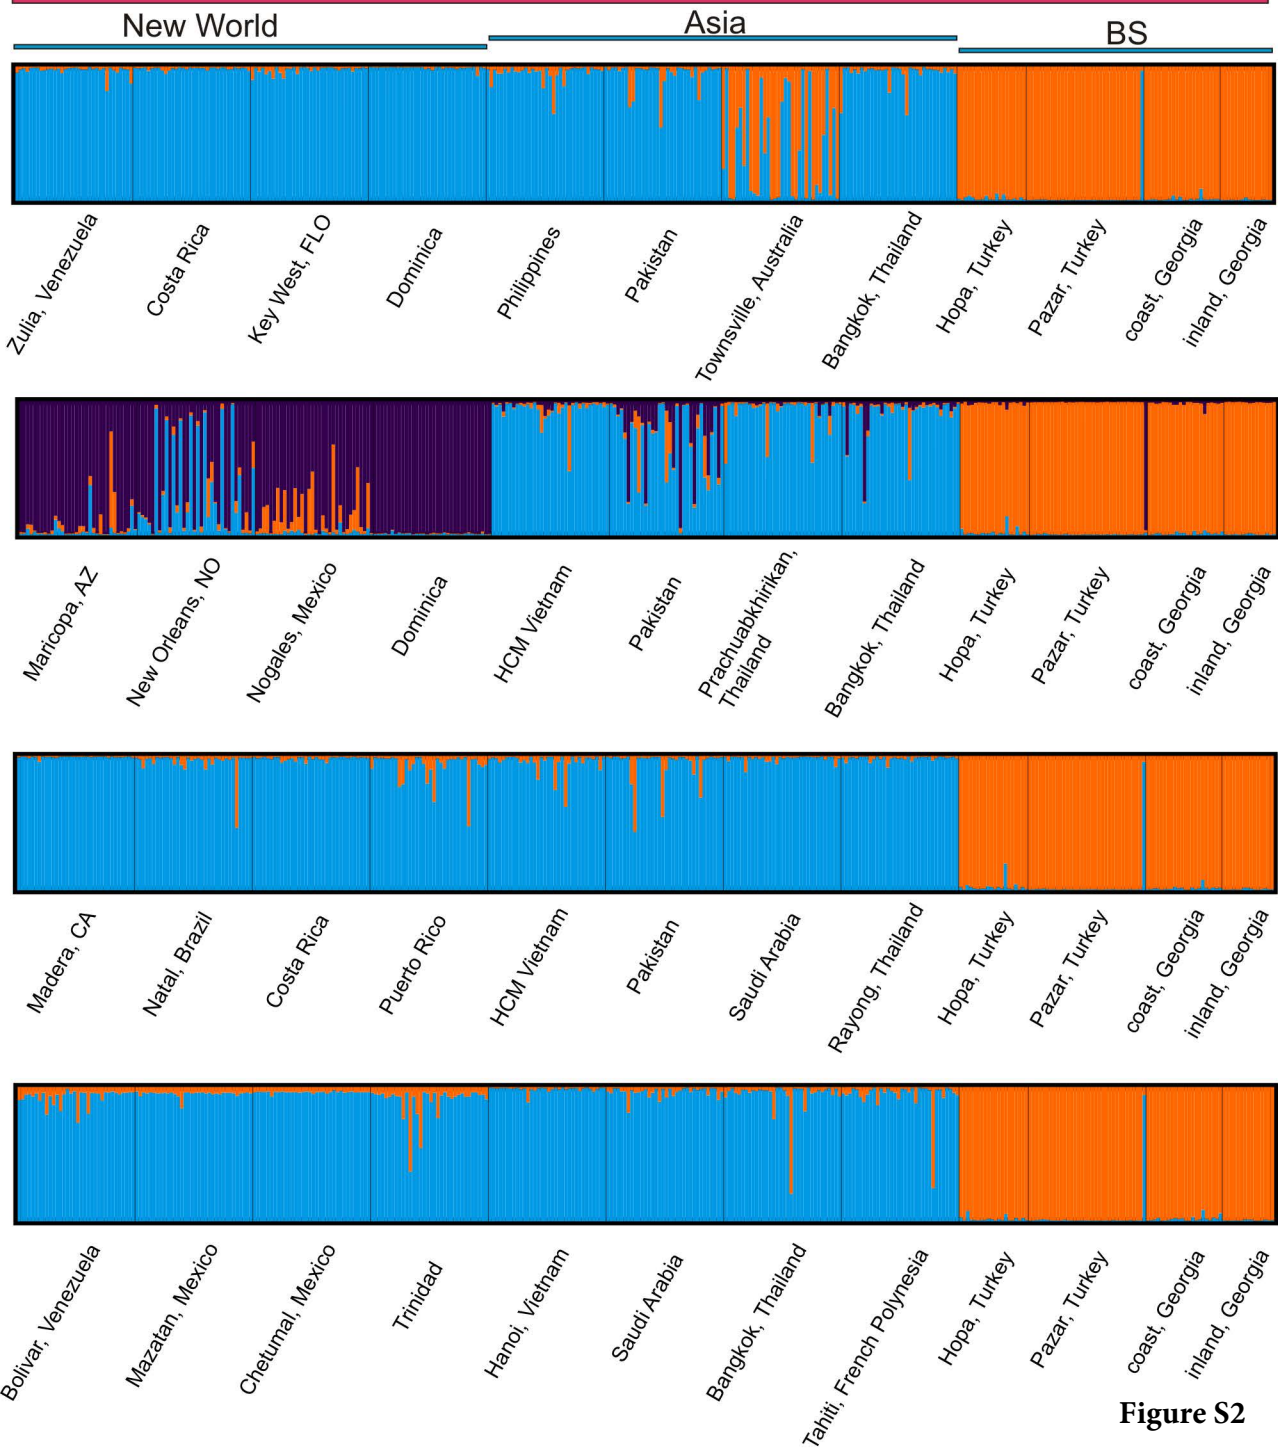 New World
Asia
BS
Zulia, Venezuela
Costa Rica
Key West, FLO
Dominica
Philippines
Pakistan
Townsville, Australia
Bangkok, Thailand
Hopa, Turkey
Pazar, Turkey
coast, Georgia
inland, Georgia
Maricopa, AZ
New Orleans, NO
Nogales, Mexico
Dominica
HCM Vietnam
Pakistan
Prachuabkhirikan,
Thailand
Bangkok, Thailand
Hopa, Turkey
Pazar, Turkey
coast, Georgia
inland, Georgia
Madera, CA
Natal, Brazil
Costa Rica
Puerto Rico
HCM Vietnam
Pakistan
Saudi Arabia
Rayong, Thailand
Hopa, Turkey
Pazar, Turkey
coast, Georgia
inland, Georgia
Bolivar, Venezuela
Mazatan, Mexico
Chetumal, Mexico
Trinidad
Hanoi, Vietnam
Saudi Arabia
Bangkok, Thailand
Tahiti, French Polynesia
Hopa, Turkey
Pazar, Turkey
coast, Georgia
inland, Georgia
Figure S2